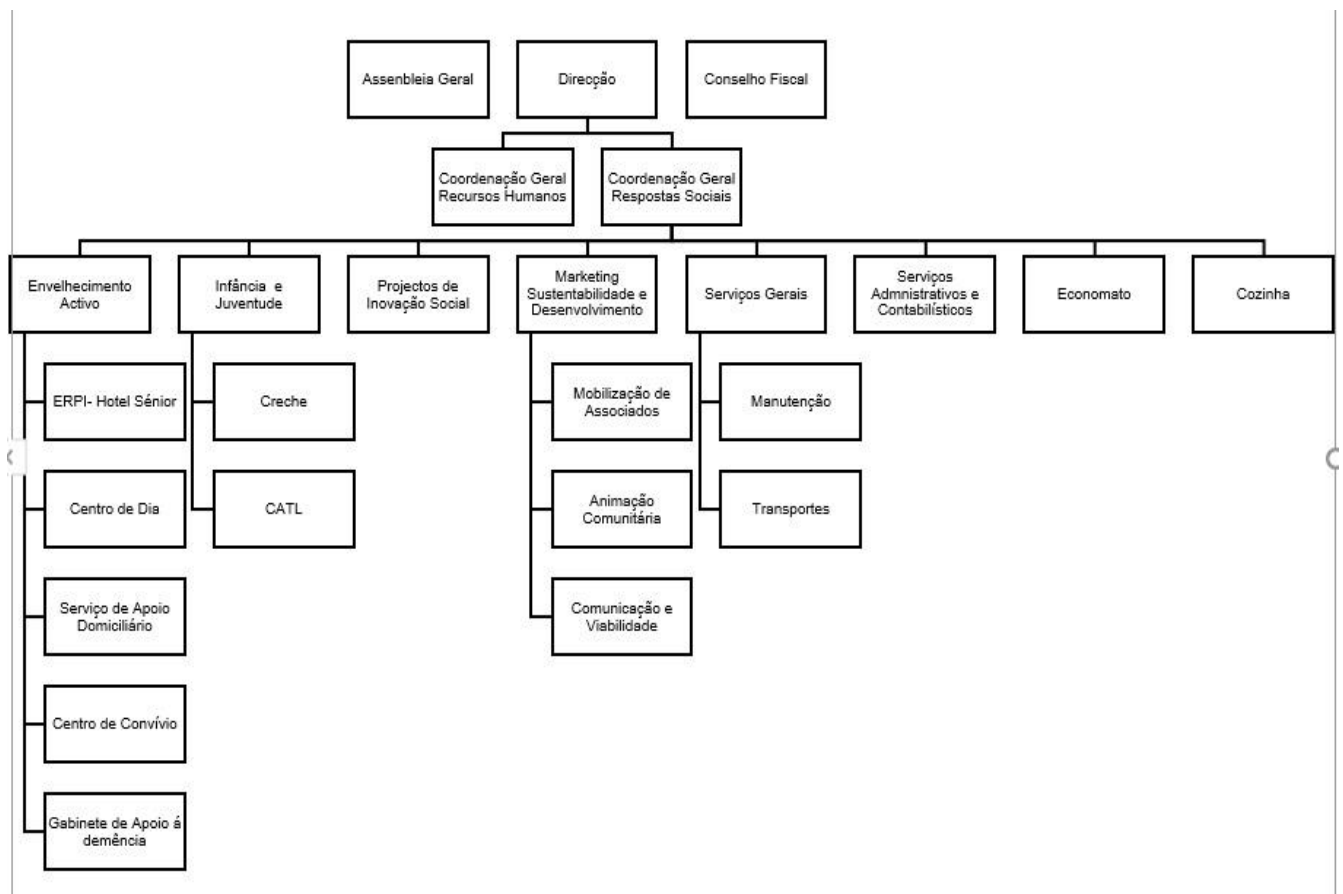 Assenbleia Geral
Direcção
Conselho Fiscal
Coordenação Geral
Recursos Humanos
Coordenação Geral
Respostas Sociais
Envelhecimento
Activo
Infância e
Juventude
Projectos de
Inovação Social
Marketing
Sustentabilidade e
Desenvolvimento
Serviços Gerais
Serviços
Admnistrativos e
Contabilísticos
Economato
Cozinha
ERPI- Hotel Sénior
Centro de Dia
Serviço de Apoio
Domiciliário
Centro de Convívio
Gabinete de Apoio á
demência
Creche
CATL
Mobilização de
Associados
Animação
Comunitária
Comunicação e
Viabilidade
Manutenção
Transportes